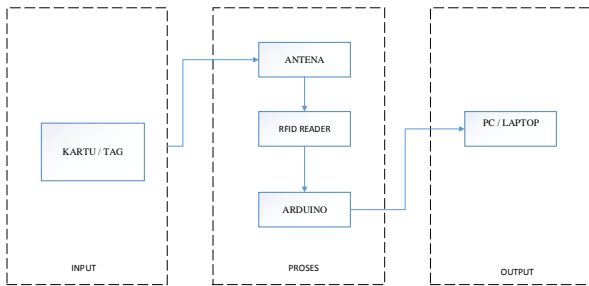 KARTU / TAG
INPUT
ANTENA
RFID READER
ARDUINO
PROSES
PC / LAPTOP
OUTPUT